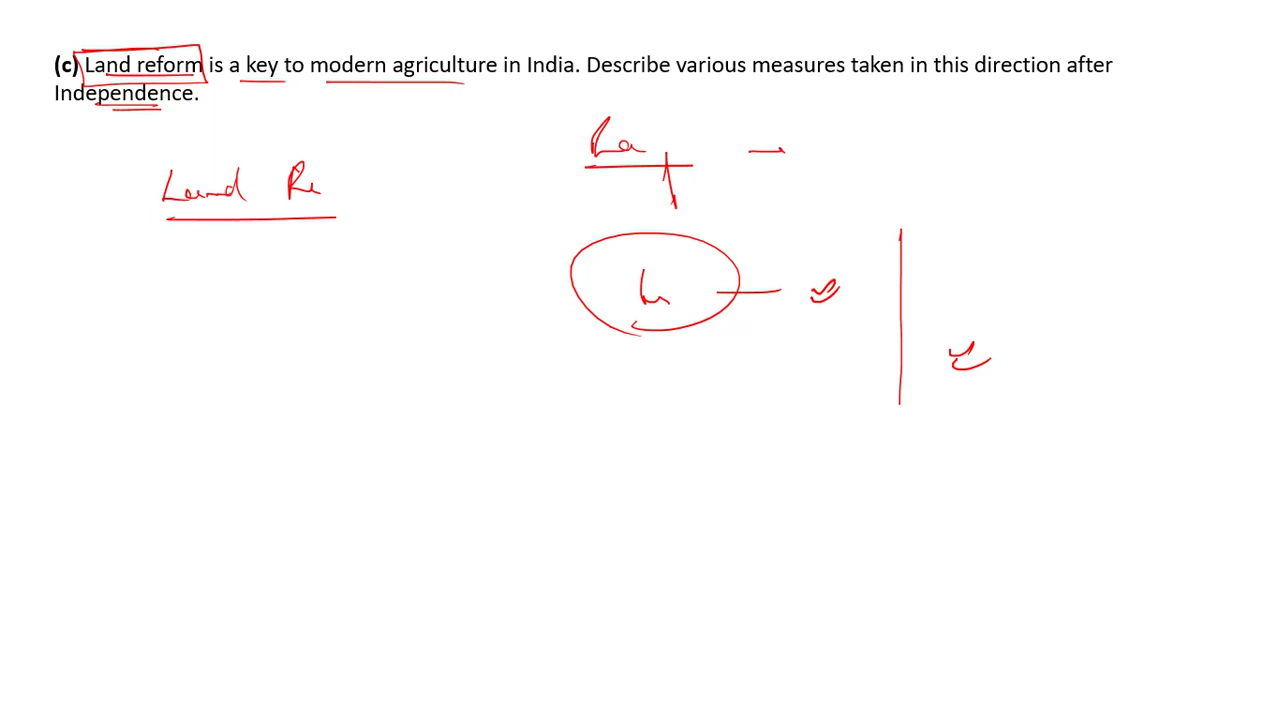 (c) Land reform is a key to modern agriculture in India. Describe various measures taken in this direction after
Independence.
Land Re